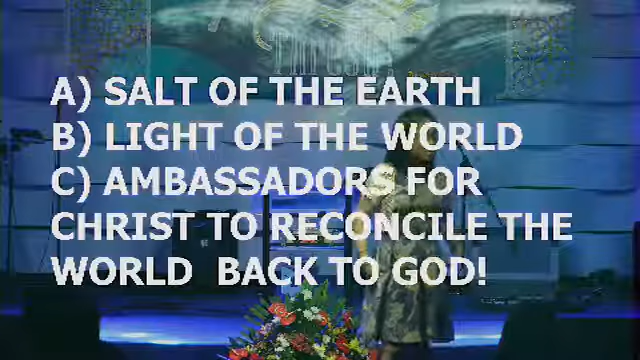 A) SALT OF THE EARTH
B) LIGHT OF THE WORLD
C) AMBASSADORS FOR
CHRIST TO RECONCILE THE
WORLD BACK TO GOD!